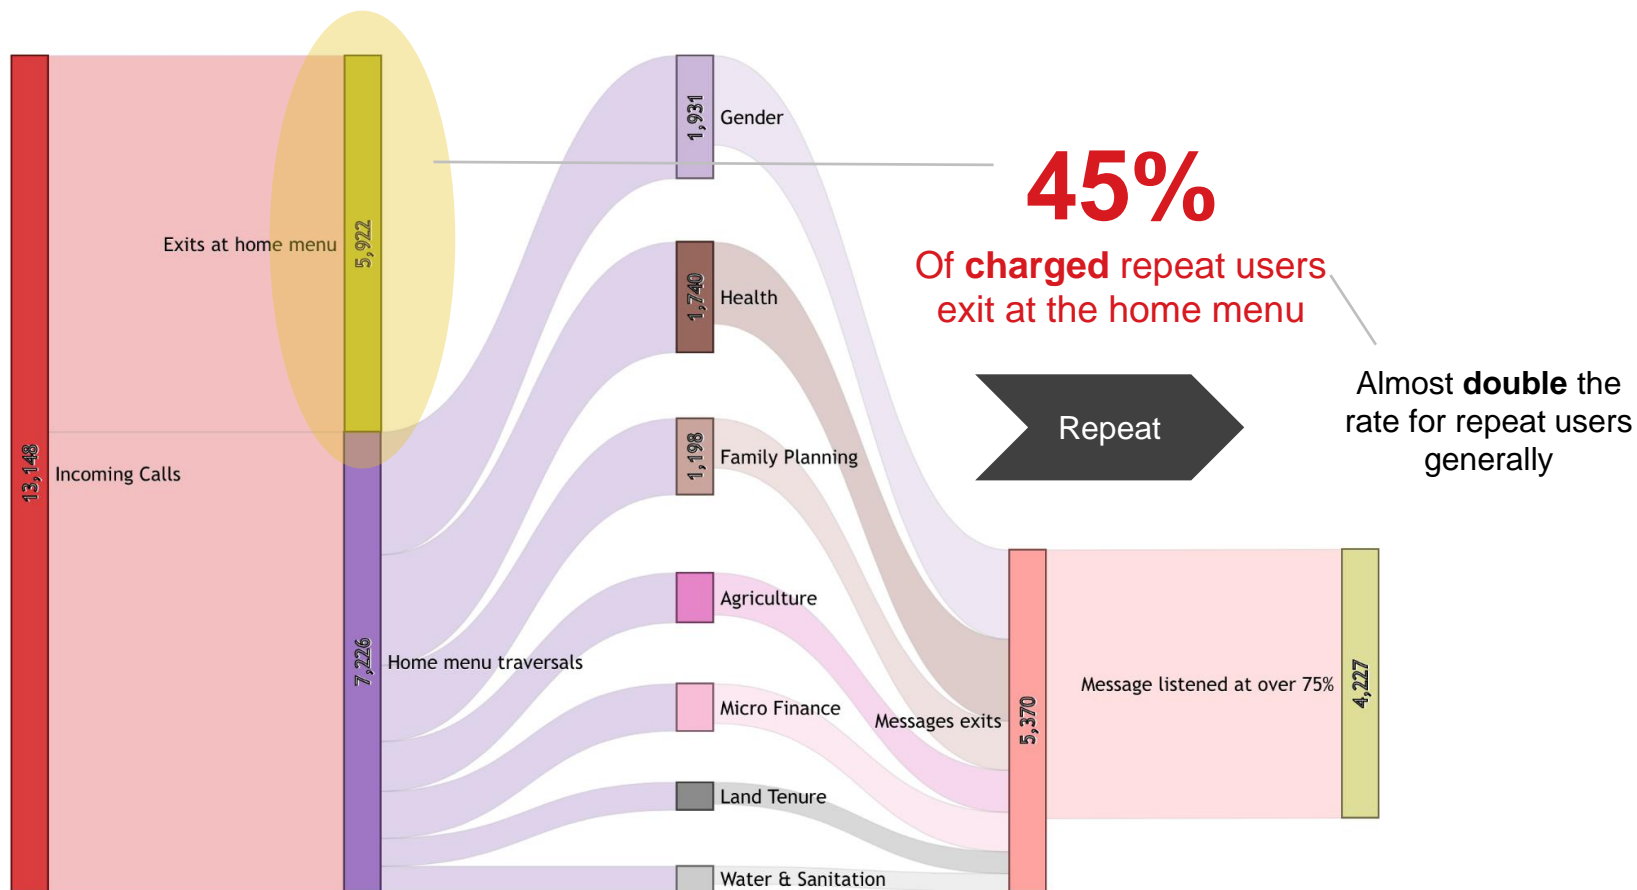 13,148
Incoming Calls
Exits at home menu
5,922
7,226
Home menu traversals
1,931
Gender
1,740
Health
1,198
Family Planning
Agriculture
Micro Finance
Land Tenure
Water & Sanitation
45%
Of charged repeat users
exit at the home menu
Repeat
Almost double the
rate for repeat users
generally
Messages exits
5,370
Message listened at over 75%
4,227